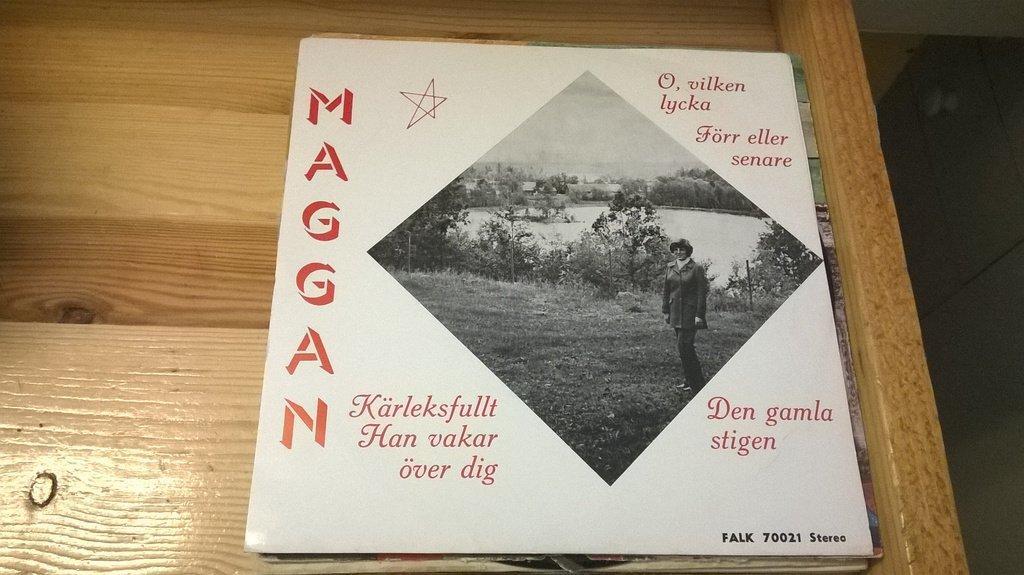 MAGGAN
O, vilken
lycka
Förr eller
senare
Kärleksfullt
Han vakar
över dig
Den gamla
stigen
FALK 70021 Stereo